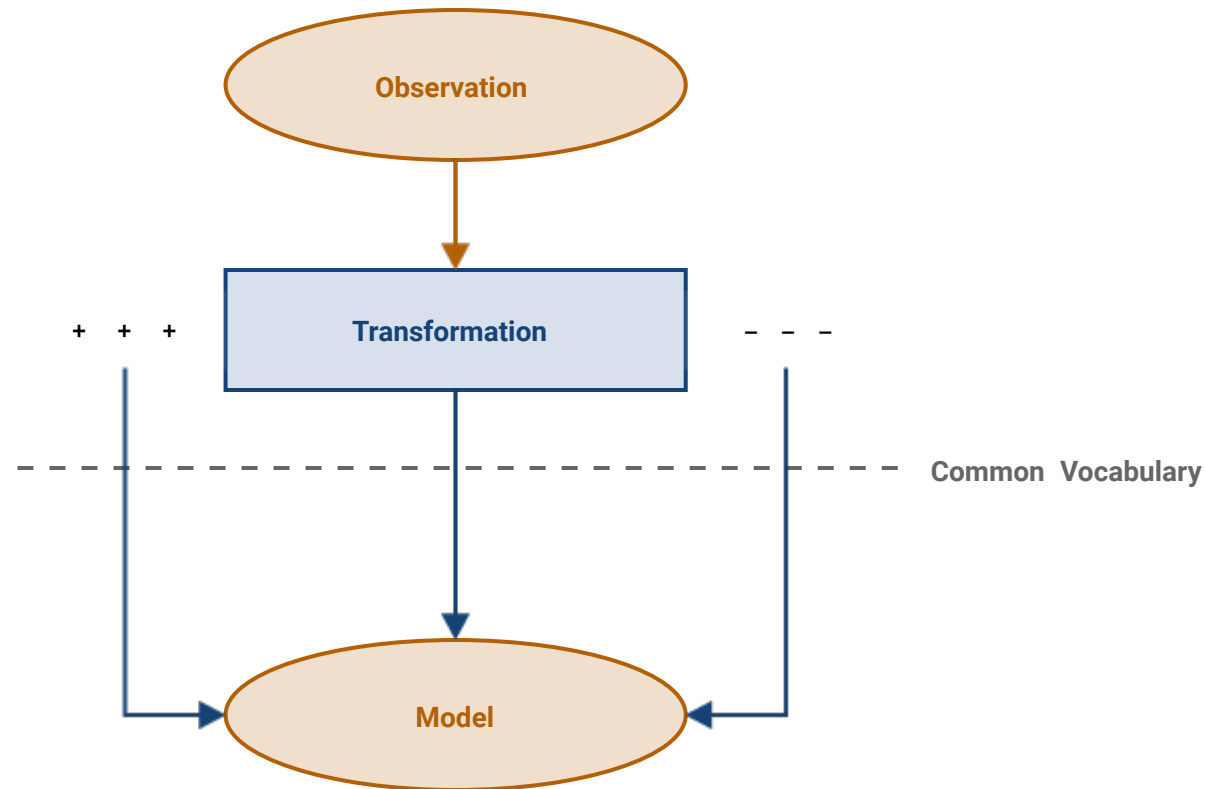 Observation
+ + + Transformation – – –
Common Vocabulary
Model